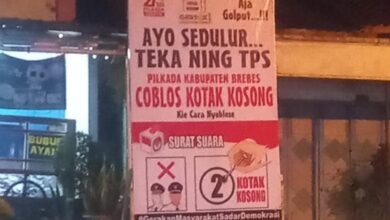 Aja
Golput...!!!
AYO SEDULUR...
TEKA NING TPS
PILKADA KABUPATEN BREBES
COBLOS KOTAK KOSONG
Kie Cara Nyoblose
SURAT SUARA
2
KOTAK
KOSONG
#GerakanMasyarakatSadarDemokrasi
BUBUR
AYAM